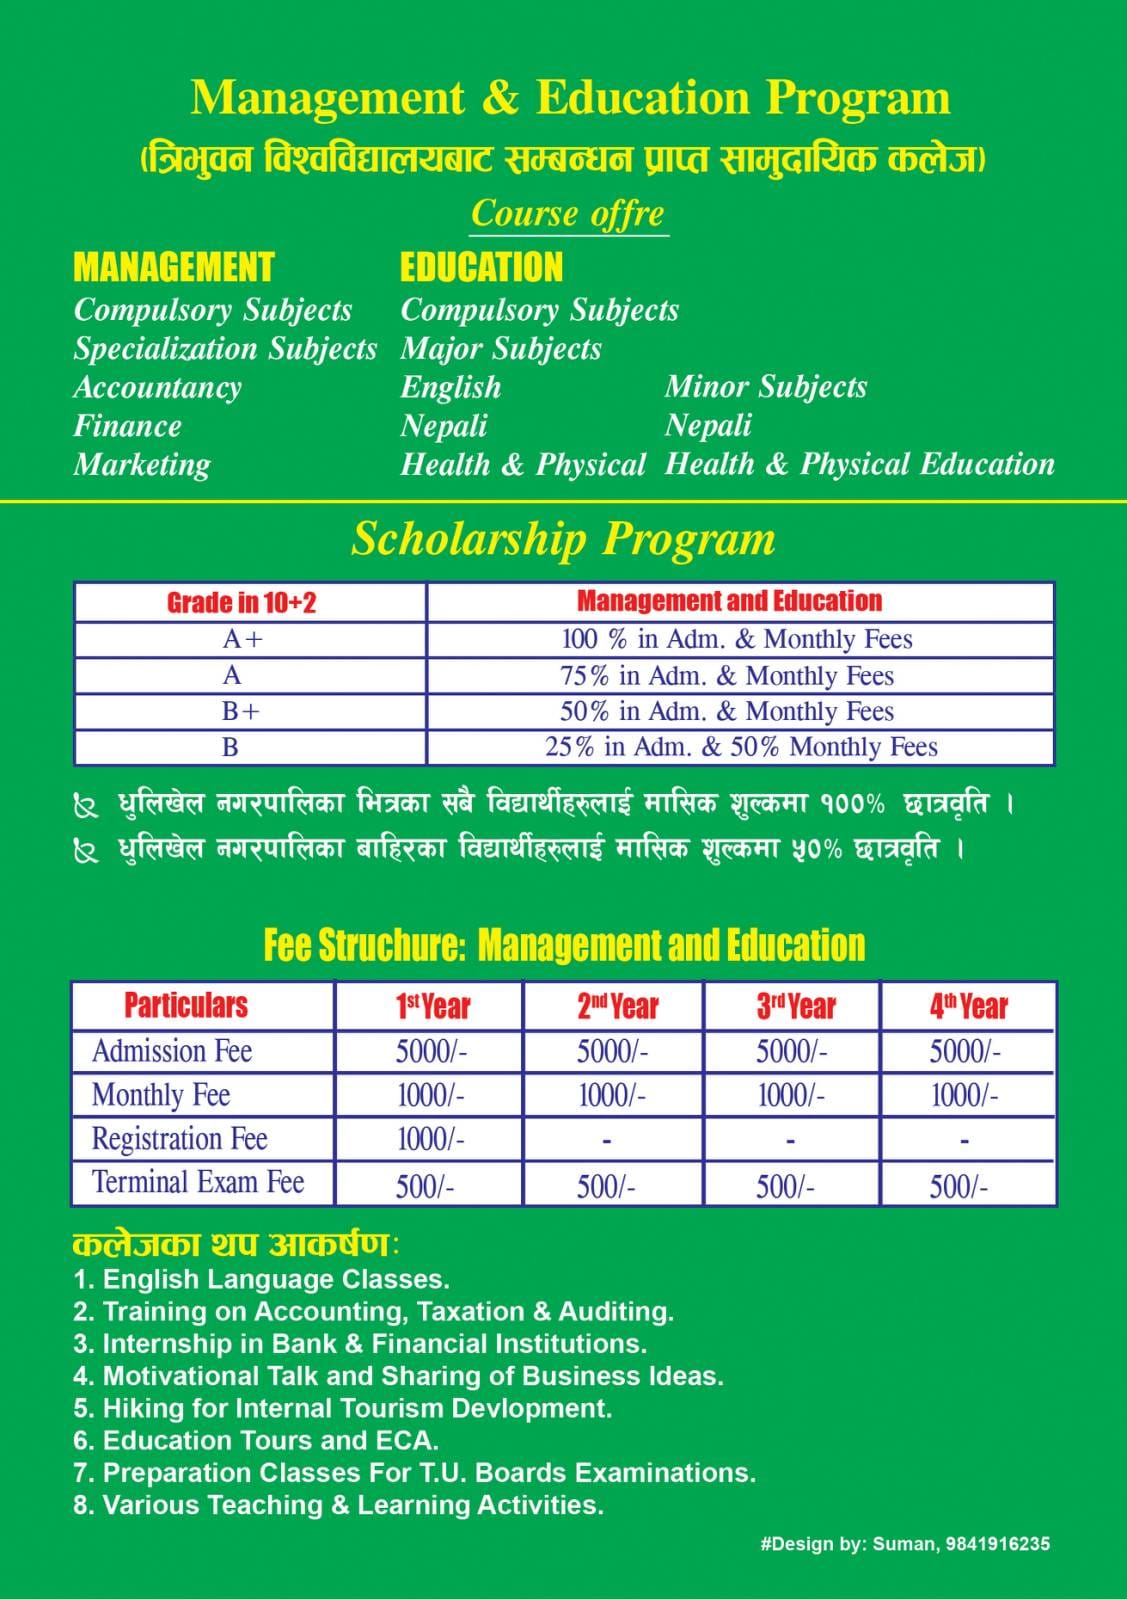 Management & Education Program
(त्रिभुवन विश्वविद्यालयबाट सम्बन्धन प्राप्त सामुदायिक कलेज)
Course offre
MANAGEMENT
Compulsory Subjects
Specialization Subjects
Accountancy
Finance
Marketing
EDUCATION
Compulsory Subjects
Major Subjects
English
Nepali
Health & Physical
Minor Subjects
Nepali
Health & Physical Education
Scholarship Program
Grade in 10+2 Management and Education
A+ 100 % in Adm. & Monthly Fees
A 75% in Adm. & Monthly Fees
B+ 50% in Adm. & Monthly Fees
B 25% in Adm. & 50% Monthly Fees
धुलिखेल नगरपालिका भित्रका सबै विद्यार्थीहरुलाई मासिक शुल्कमा १००% छात्रवृति ।
धुलिखेल नगरपालिका बाहिरका विद्यार्थीहरुलाई मासिक शुल्कमा ५०% छात्रवृति ।
Fee Struchure: Management and Education
Particulars 1st Year 2nd Year 3rd Year 4th Year
Admission Fee 5000/- 5000/- 5000/- 5000/-
Monthly Fee 1000/- 1000/- 1000/- 1000/-
Registration Fee 1000/- - - -
Terminal Exam Fee 500/- 500/- 500/- 500/-
कलेजका थप आकर्षण:
1. English Language Classes.
2. Training on Accounting, Taxation & Auditing.
3. Internship in Bank & Financial Institutions.
4. Motivational Talk and Sharing of Business Ideas.
5. Hiking for Internal Tourism Devlopment.
6. Education Tours and ECA.
7. Preparation Classes For T.U. Boards Examinations.
8. Various Teaching & Learning Activities.
#Design by: Suman, 9841916235